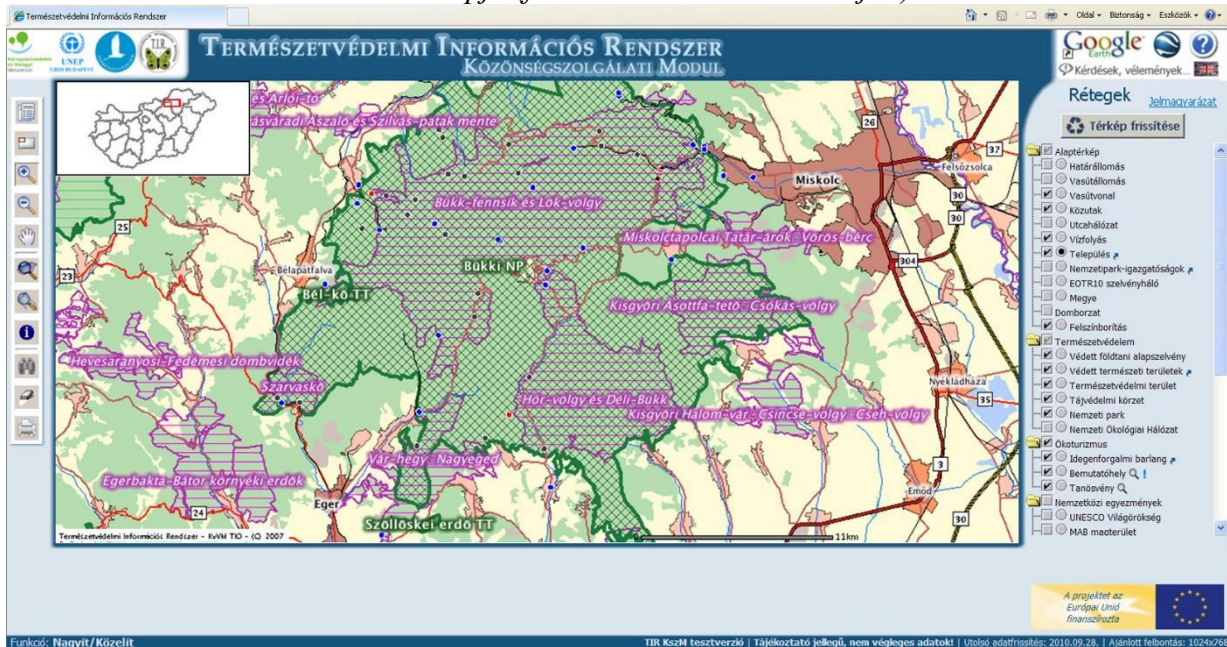 Természetvédelmi Információs Rendszer
Oldal
Biztonság
Eszközök
UNEP
GRID BUDAPEST
TIR
TERMÉSZETVÉDELMI INFORMÁCIÓS RENDSZER
KÖZÖNSÉGSZOLGÁLATI MODUL
Google
Earth
Kérdések, vélemények...
Rétegek
Jelmagyarázat
Térkép frissítése
Alaptérkép
Határállomás
Vasútállomás
Vasútvonal
Közutak
Utcahálózat
Vízfolyás
Település
Nemzetipark-igazgatóságok
EOTR10 szelvényháló
Megye
Domborzat
Felszínborítás
Természetvédelem
Védett földtani alapszelvény
Védett természeti területek
Természetvédelmi terület
Tájvédelmi körzet
Nemzeti park
Nemzeti Ökológiai Hálózat
Ökoturizmus
Idegenforgalmi barlang
Bemutatóhely
Tanösvény
Nemzetközi egyezmények
UNESCO Világörökség
MAB magterület
és Arlói-tó
ásváradi Aszaló és Szilvás-patak mente
26
37
Felsőzsolca
Miskolc
30
30
Bükk-fennsík és Lök-völgy
25
Miskolctapolcai Tatár-árok - Vörös-bérc
Bükki NP
304
23
Bélapátfalva
Bél-kő TT
Kisgyőri Ásottfa-tető - Csókás-völgy
Hevesaranyosi-Fedémesi dombvidék
Szarvaskő
Nyékládháza
35
Hór-völgy és Déli-Bükk
Kisgyőri Halom-vár - Csincse-völgy - Cseh-völgy
Vár-hegy - Nagyeged
3
Egerbakta-Bátor környéki erdők
Eger
Emőd
24
Szőllőskei erdő TT
30
Természetvédelmi Információs Rendszer - KvVM TIO - (C) 2007
0
11km
A projektet az
Európai Unió
finanszírozta
Funkció: Nagyít/Közelít
TIR KszM tesztverzió | Tájékoztató jellegű, nem végleges adatok! | Utolsó adatfrissítés: 2010.09.28. | Ajánlott felbontás: 1024x768